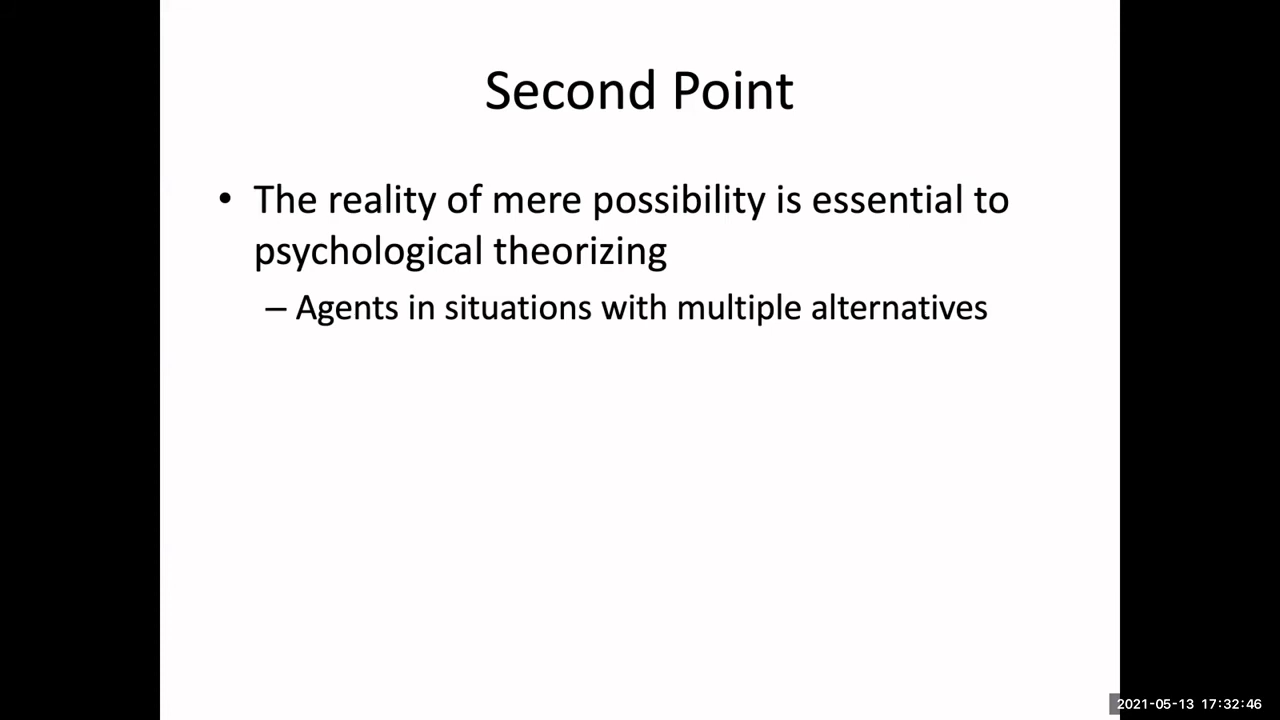 Second Point
• The reality of mere possibility is essential to
psychological theorizing
– Agents in situations with multiple alternatives
2021-05-13 17:32:46